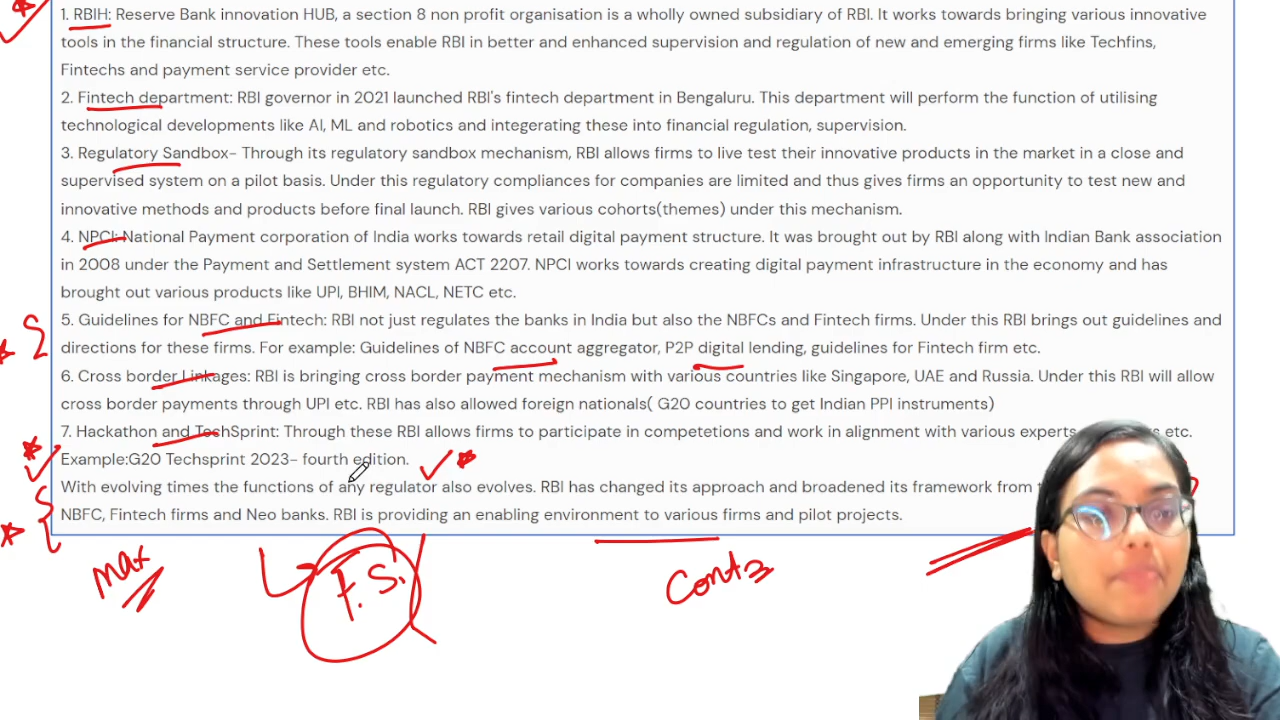 1. RBIH: Reserve Bank innovation HUB, a section 8 non profit organisation is a wholly owned subsidiary of RBI. It works towards bringing various innovative
tools in the financial structure. These tools enable RBI in better and enhanced supervision and regulation of new and emerging firms like Techfins,
Fintechs and payment service provider etc.
2. Fintech department: RBI governor in 2021 launched RBI's fintech department in Bengaluru. This department will perform the function of utilising
technological developments like AI, ML and robotics and integerating these into financial regulation, supervision.
3. Regulatory Sandbox- Through its regulatory sandbox mechanism, RBI allows firms to live test their innovative products in the market in a close and
supervised system on a pilot basis. Under this regulatory compliances for companies are limited and thus gives firms an opportunity to test new and
innovative methods and products before final launch. RBI gives various cohorts(themes) under this mechanism.
4. NPCI: National Payment corporation of India works towards retail digital payment structure. It was brought out by RBI along with Indian Bank association
in 2008 under the Payment and Settlement system ACT 2207. NPCI works towards creating digital payment infrastructure in the economy and has
brought out various products like UPI, BHIM, NACL, NETC etc.
5. Guidelines for NBFC and Fintech: RBI not just regulates the banks in India but also the NBFCs and Fintech firms. Under this RBI brings out guidelines and
directions for these firms. For example: Guidelines of NBFC account aggregator, P2P digital lending, guidelines for Fintech firm etc.
6. Cross border Linkages: RBI is bringing cross border payment mechanism with various countries like Singapore, UAE and Russia. Under this RBI will allow
cross border payments through UPI etc. RBI has also allowed foreign nationals( G20 countries to get Indian PPI instruments)
7. Hackathon and TechSprint: Through these RBI allows firms to participate in competetions and work in alignment with various experts etc.
Example:G20 Techsprint 2023- fourth edition.
With evolving times the functions of any regulator also evolves. RBI has changed its approach and broadened its framework from
NBFC, Fintech firms and Neo banks. RBI is providing an enabling environment to various firms and pilot projects.
max
F.S.